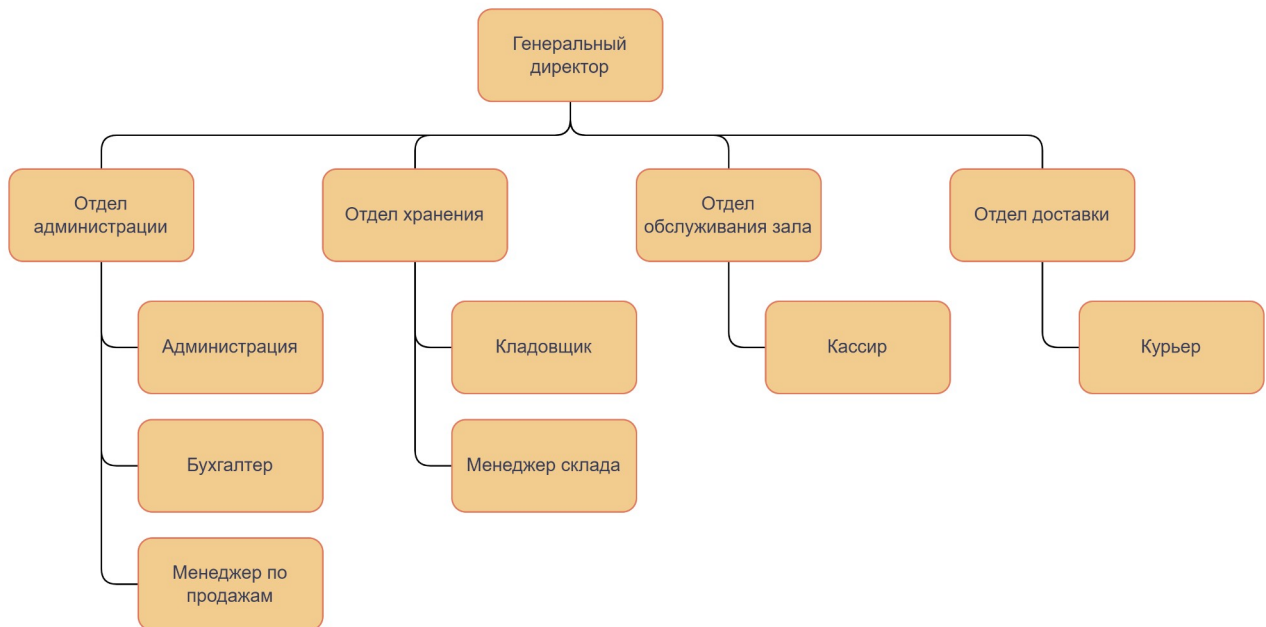 Генеральный
директор
Отдел
администрации
Отдел хранения
Отдел
обслуживания зала
Отдел доставки
Администрация
Кладовщик
Кассир
Курьер
Бухгалтер
Менеджер склада
Менеджер по
продажам